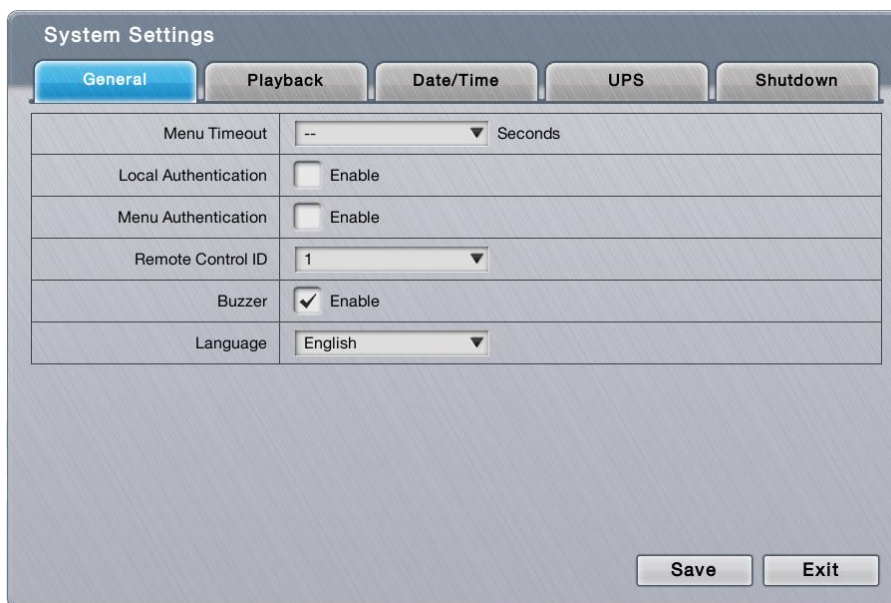 System Settings
General Playback Date/Time UPS Shutdown
Menu Timeout -- Seconds
Local Authentication Enable
Menu Authentication Enable
Remote Control ID 1
Buzzer Enable
Language English
Save Exit